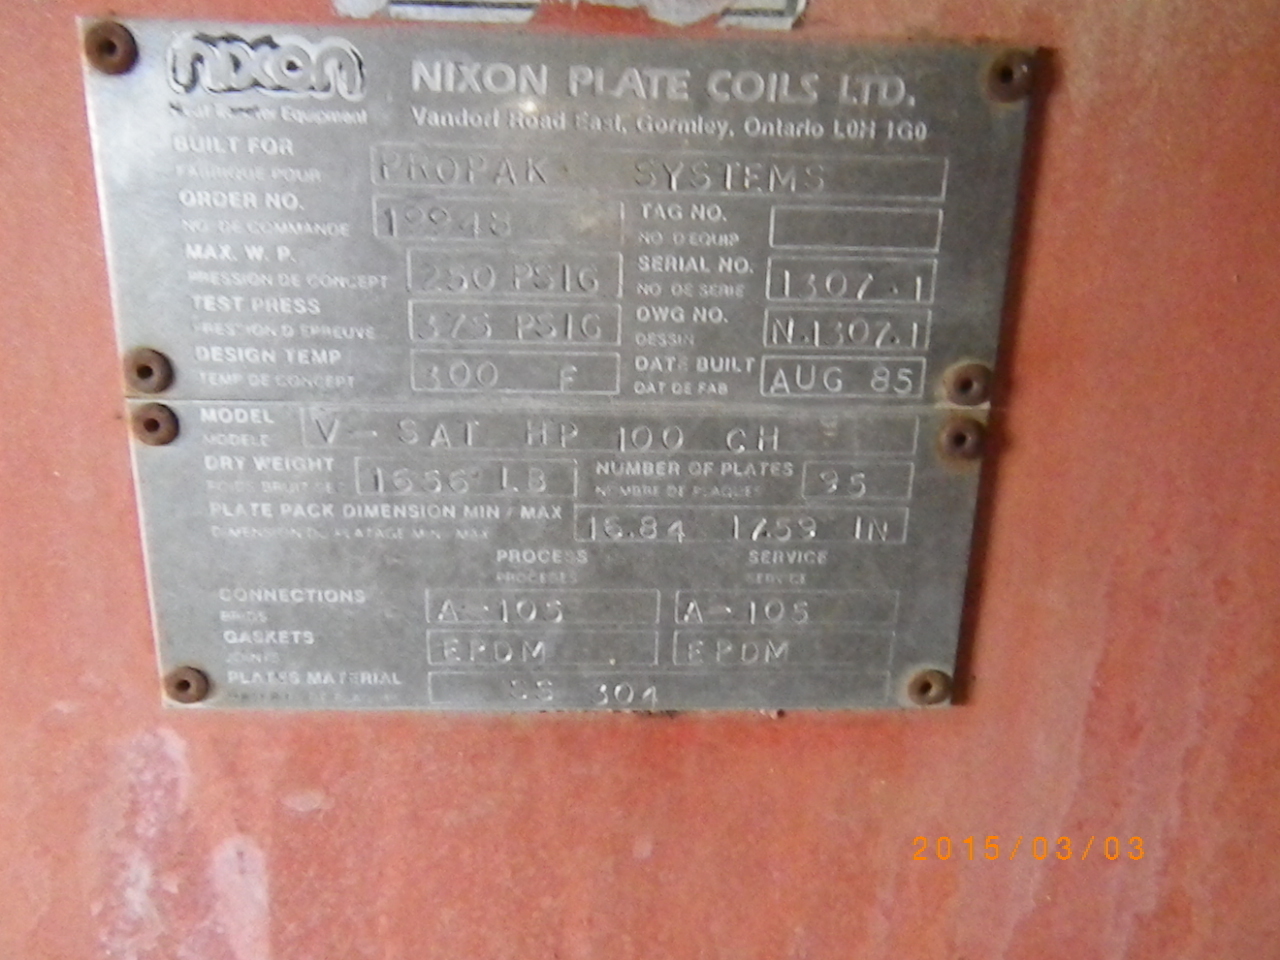 nixon
Heat Transfer Equipment
NIXON PLATE COILS LTD.
Vandorf Road East, Gormley, Ontario L0H 1G0
BUILT FOR PROPAK SYSTEMS
FABRIQUE POUR
ORDER NO. 19948 TAG NO.
NO. DE COMMANDE NO D'EQUIP
MAX. W. P. 250 PSIG SERIAL NO. 1307.1
PRESSION DE CONCEPT NO. DE SERIE
TEST PRESS 375 PSIG DWG NO. N.1307.1
PRESSION D'EPREUVE DESSIN
DESIGN TEMP 300 F DATE BUILT AUG 85
TEMP DE CONCEPT DAT DE FAB
MODEL V-SAT HP 100 CH
MODELE
DRY WEIGHT LB NUMBER OF PLATES 95
NOMBRE DE PLAQUES
PLATE PACK DIMENSION MIN / MAX 16.84 17.59 IN
PROCESS SERVICE
SERVICE
CONNECTIONS A-105 A-105
GASKETS EPDM EPDM
JOINTS
PLATES MATERIAL SS 304
2015/03/03